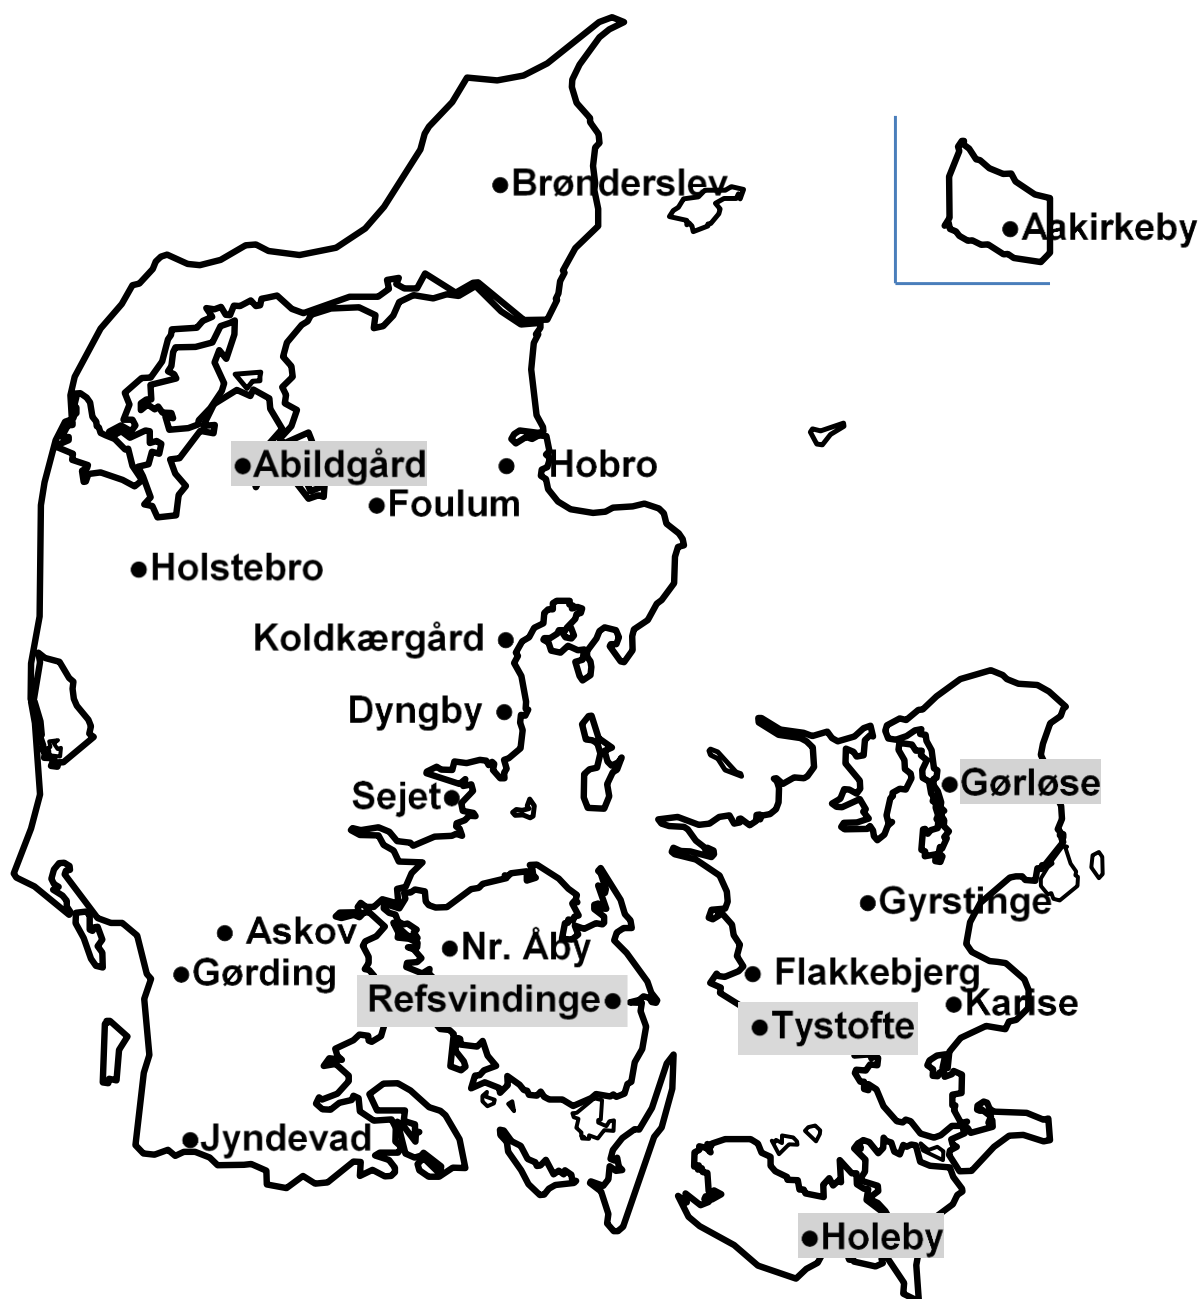 Brønderslev
Aakirkeby
Abildgård
Hobro
Foulum
Holstebro
Koldkærgård
Dyngby
Gørløse
Sejet
Gyrstinge
Askov
Nr. Åby
Gørding
Flakkebjerg
Refsvindinge
Karise
Tystofte
Jyndevad
Holeby